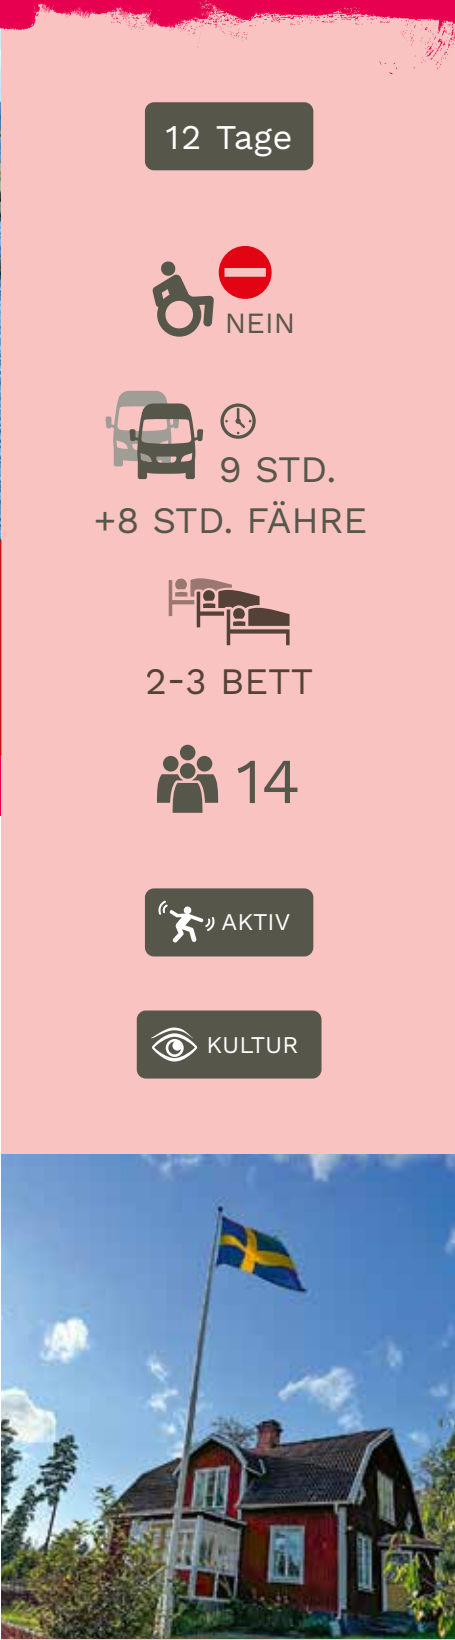 12 Tage
NEIN
9 STD.
+8 STD. FÄHRE
2-3 BETT
14
AKTIV
KULTUR